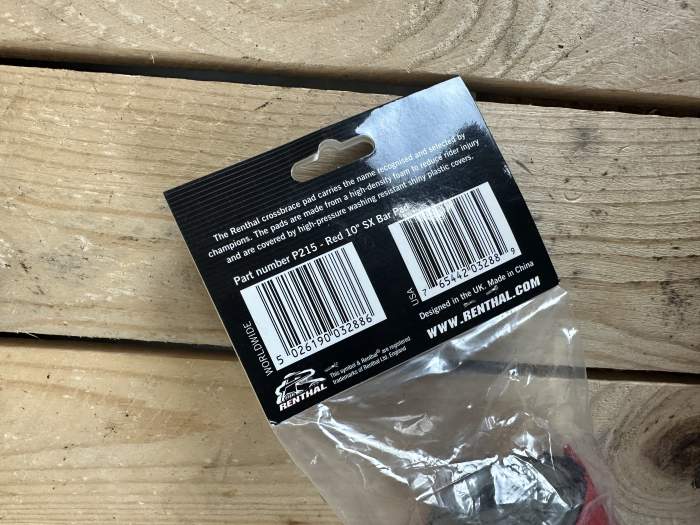 The Renthal crossbrace pad carries the name recognised and selected by
champions. The pads are made from a high-density foam to reduce rider injury
and are covered by high-pressure washing resistant shiny plastic covers.
Part number P215 - Red 10" SX Bar Pad
WORLDWIDE
5 026190 032886
USA
7 65442 03288 9
Designed in the UK. Made in China
WWW.RENTHAL.COM
RENTHAL
This symbol & Renthal® are registered
trademarks of Renthal Ltd. England